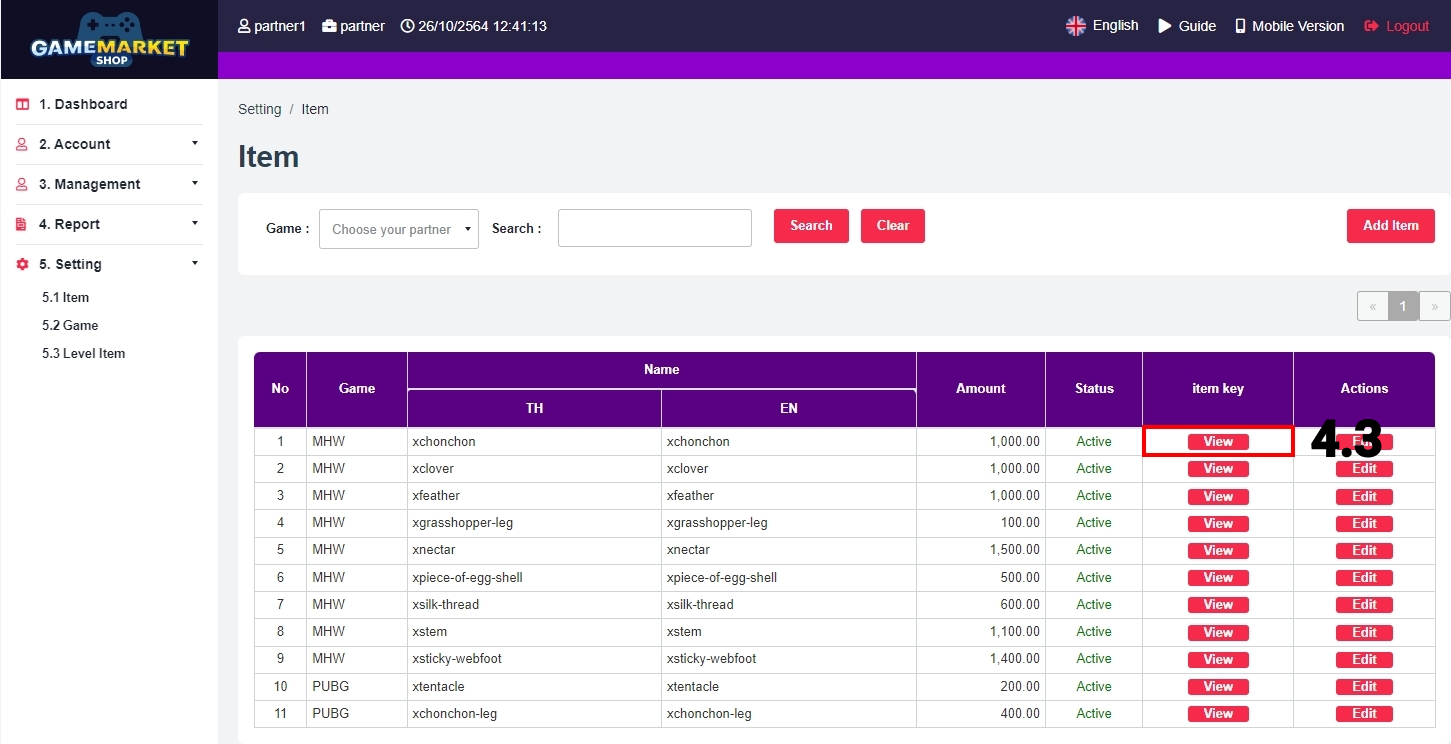 GAMEMARKET
SHOP
partner1 partner 26/10/2564 12:41:13
English Guide Mobile Version Logout
1. Dashboard
2. Account
3. Management
4. Report
5. Setting
5.1 Item
5.2 Game
5.3 Level Item
Setting / Item
Item
Game : Choose your partner Search : Search Clear Add Item
« 1 »
No Game Name Amount Status item key Actions
TH EN
1 MHW xchonchon xchonchon 1,000.00 Active View 4.3 Edit
2 MHW xclover xclover 1,000.00 Active View Edit
3 MHW xfeather xfeather 1,000.00 Active View Edit
4 MHW xgrasshopper-leg xgrasshopper-leg 100.00 Active View Edit
5 MHW xnectar xnectar 1,500.00 Active View Edit
6 MHW xpiece-of-egg-shell xpiece-of-egg-shell 500.00 Active View Edit
7 MHW xsilk-thread xsilk-thread 600.00 Active View Edit
8 MHW xstem xstem 1,100.00 Active View Edit
9 MHW xsticky-webfoot xsticky-webfoot 1,400.00 Active View Edit
10 PUBG xtentacle xtentacle 200.00 Active View Edit
11 PUBG xchonchon-leg xchonchon-leg 400.00 Active View Edit